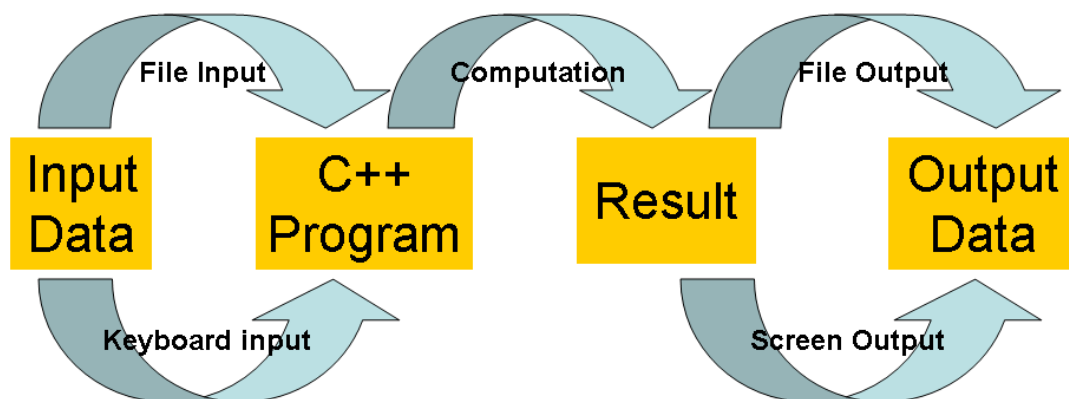 File Input
Computation
File Output
Input
Data
C++
Program
Result
Output
Data
Keyboard input
Screen Output